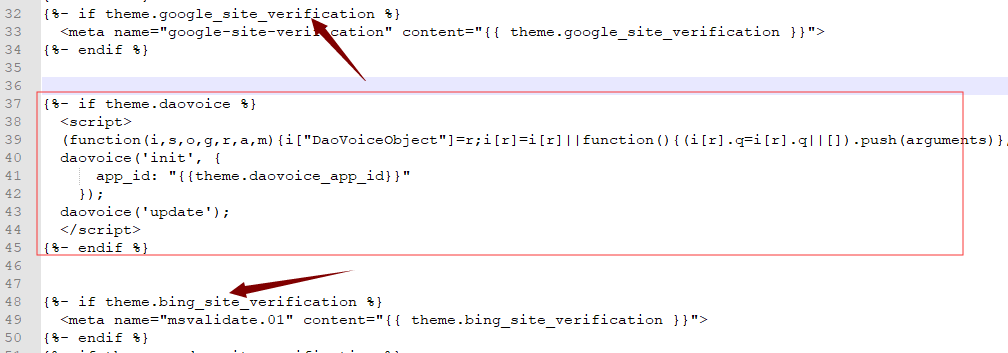 32 {%- if theme.google_site_verification %}
33 <meta name="google-site-verification" content="{{ theme.google_site_verification }}">
34 {%- endif %}
35
36
37 {%- if theme.daovoice %}
38 <script>
39 (function(i,s,o,g,r,a,m){i["DaoVoiceObject"]=r;i[r]=i[r]||function(){(i[r].q=i[r].q||[]).push(arguments)},
40 daovoice('init', {
41 app_id: "{{theme.daovoice_app_id}}"
42 });
43 daovoice('update');
44 </script>
45 {%- endif %}
46
47
48 {%- if theme.bing_site_verification %}
49 <meta name="msvalidate.01" content="{{ theme.bing_site_verification }}">
50 {%- endif %}